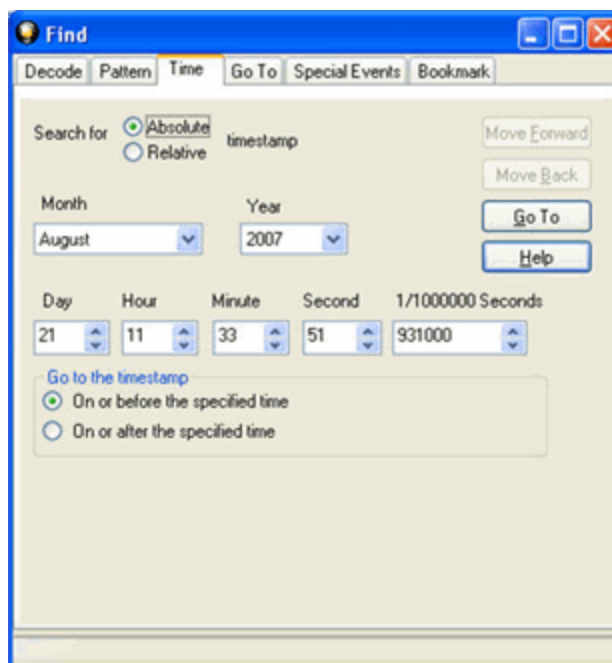 Find
Decode Pattern Time Go To Special Events Bookmark
Search for Absolute timestamp
Relative
Move Forward
Move Back
Month Year
Go To
August 2007
Help
Day Hour Minute Second 1/1000000 Seconds
21 11 33 51 931000
Go to the timestamp
On or before the specified time
On or after the specified time